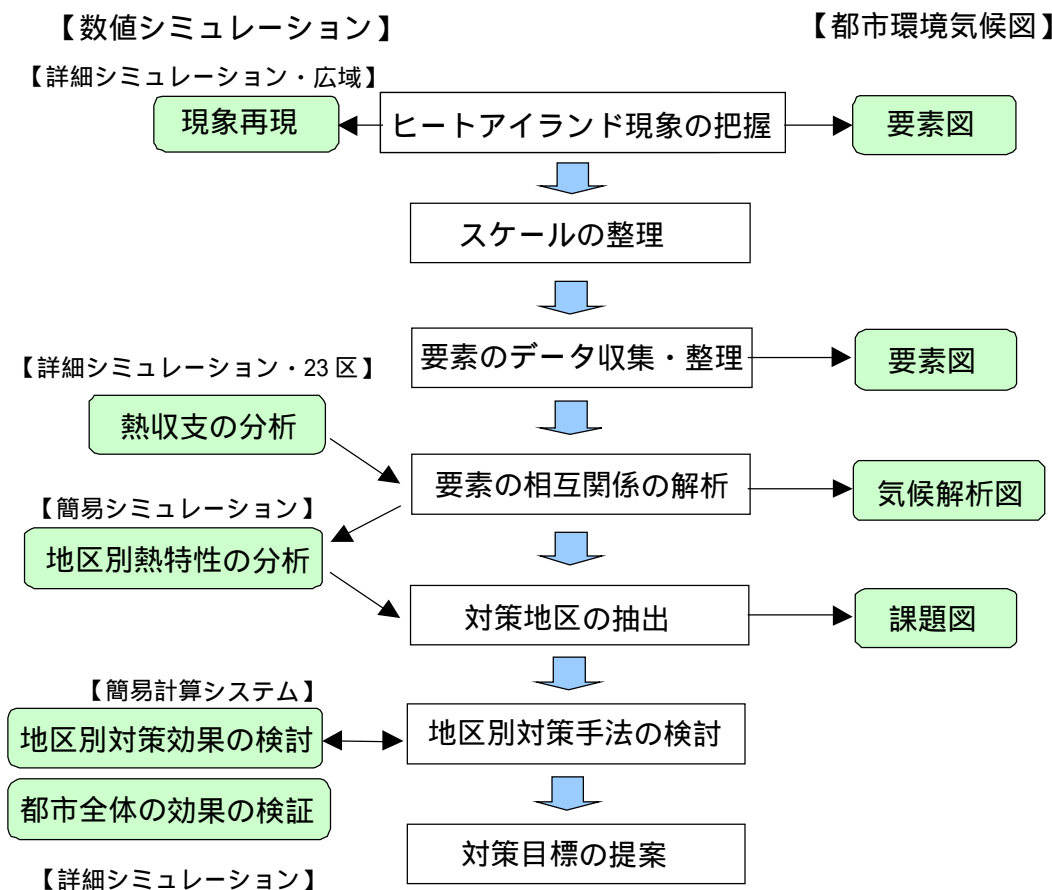 【数値シミュレーション】
【都市環境気候図】
【詳細シミュレーション・広域】
現象再現
ヒートアイランド現象の把握
要素図
スケールの整理
要素のデータ収集・整理
要素図
【詳細シミュレーション・23区】
熱収支の分析
要素の相互関係の解析
気候解析図
【簡易シミュレーション】
地区別熱特性の分析
対策地区の抽出
課題図
【簡易計算システム】
地区別対策効果の検討
地区別対策手法の検討
都市全体の効果の検証
対策目標の提案
【詳細シミュレーション】